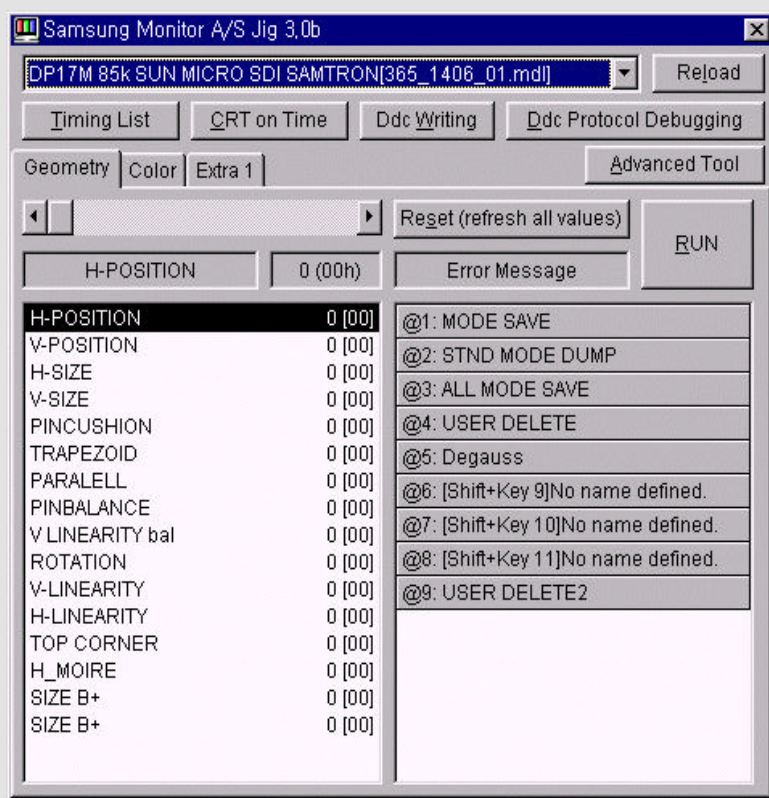 Samsung Monitor A/S Jig 3,0b
DP17M 85k SUN MICRO SDI SAMTRON[365_1406_01.mdl]
Reload
Timing List
CRT on Time
Ddc Writing
Ddc Protocol Debugging
Geometry
Color
Extra 1
Advanced Tool
Reset (refresh all values)
RUN
H-POSITION
0 (00h)
Error Message
H-POSITION 0 [00]
V-POSITION 0 [00]
H-SIZE 0 [00]
V-SIZE 0 [00]
PINCUSHION 0 [00]
TRAPEZOID 0 [00]
PARALELL 0 [00]
PINBALANCE 0 [00]
V LINEARITY bal 0 [00]
ROTATION 0 [00]
V-LINEARITY 0 [00]
H-LINEARITY 0 [00]
TOP CORNER 0 [00]
H_MOIRE 0 [00]
SIZE B+ 0 [00]
SIZE B+ 0 [00]
@1: MODE SAVE
@2: STND MODE DUMP
@3: ALL MODE SAVE
@4: USER DELETE
@5: Degauss
@6: [Shift+Key 9]No name defined.
@7: [Shift+Key 10]No name defined.
@8: [Shift+Key 11]No name defined.
@9: USER DELETE2